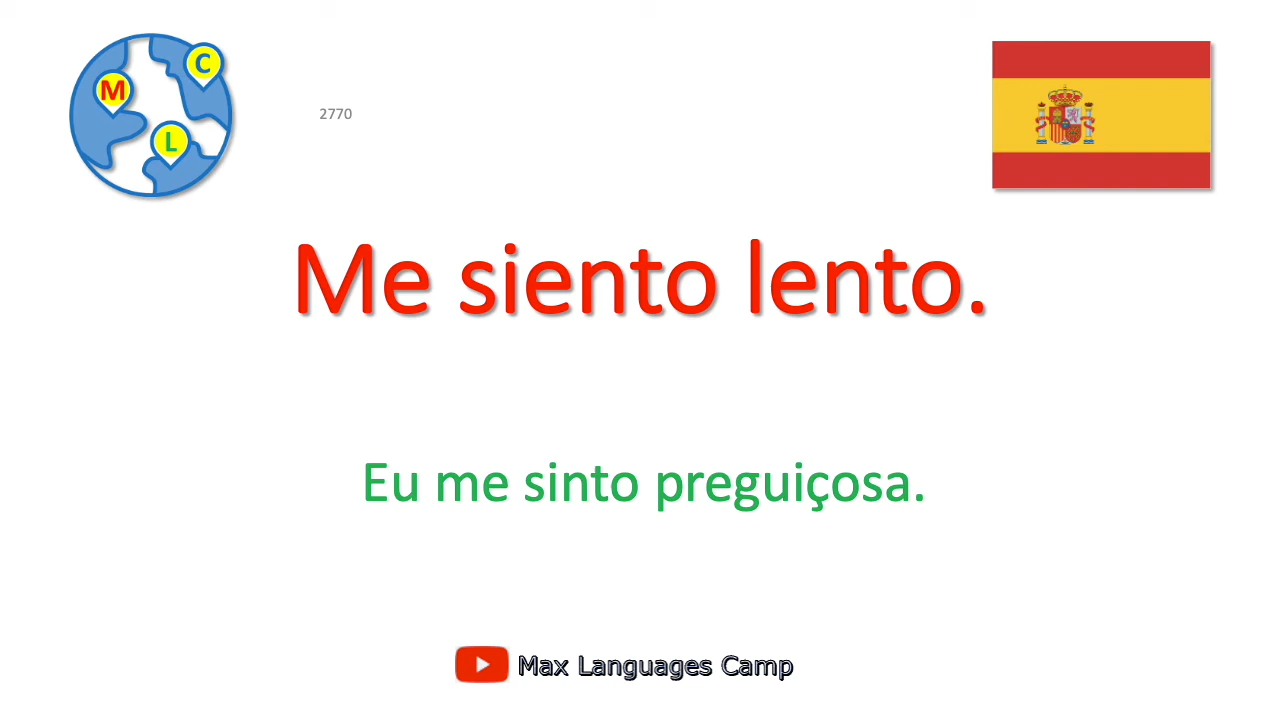 M
C
L
2770
Me siento lento.
Eu me sinto preguiçosa.
Max Languages Camp